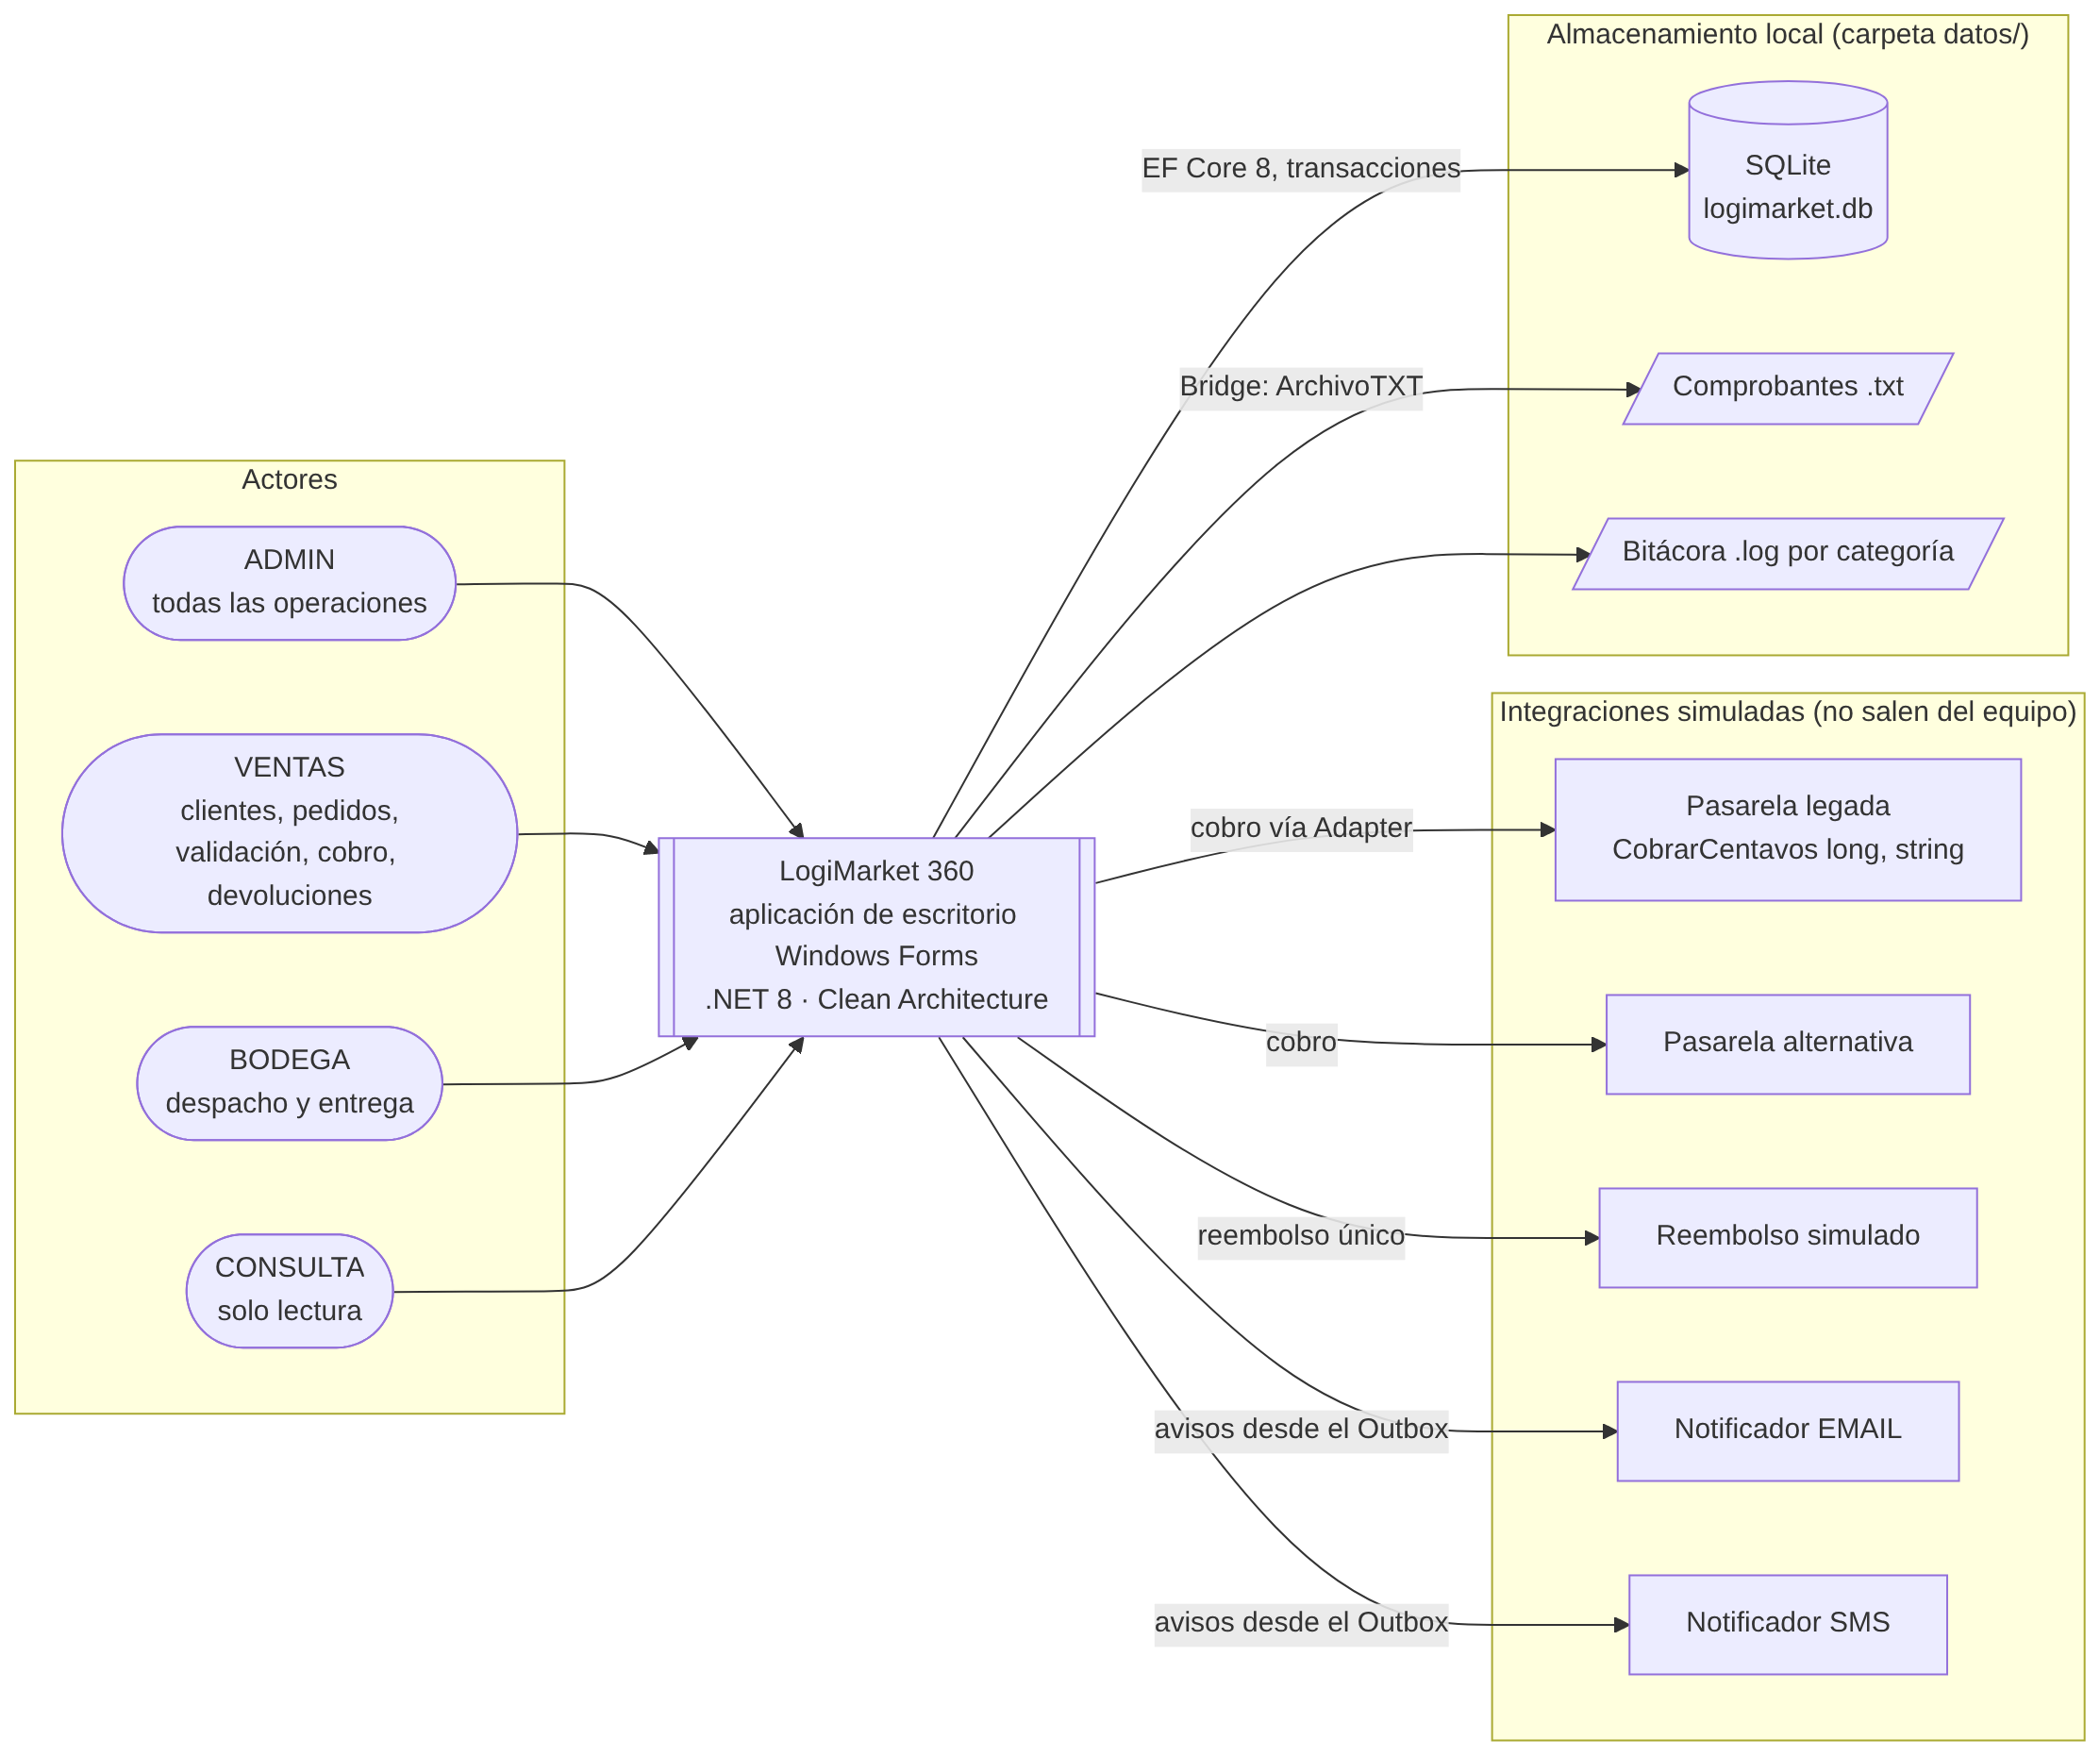 Actores
ADMIN
todas las operaciones
VENTAS
clientes, pedidos,
validación, cobro,
devoluciones
BODEGA
despacho y entrega
CONSULTA
solo lectura
LogiMarket 360
aplicación de escritorio
Windows Forms
.NET 8 · Clean Architecture
EF Core 8, transacciones
Bridge: ArchivoTXT
cobro vía Adapter
cobro
reembolso único
avisos desde el Outbox
avisos desde el Outbox
Almacenamiento local (carpeta datos/)
SQLite
logimarket.db
Comprobantes .txt
Bitácora .log por categoría
Integraciones simuladas (no salen del equipo)
Pasarela legada
CobrarCentavos long, string
Pasarela alternativa
Reembolso simulado
Notificador EMAIL
Notificador SMS